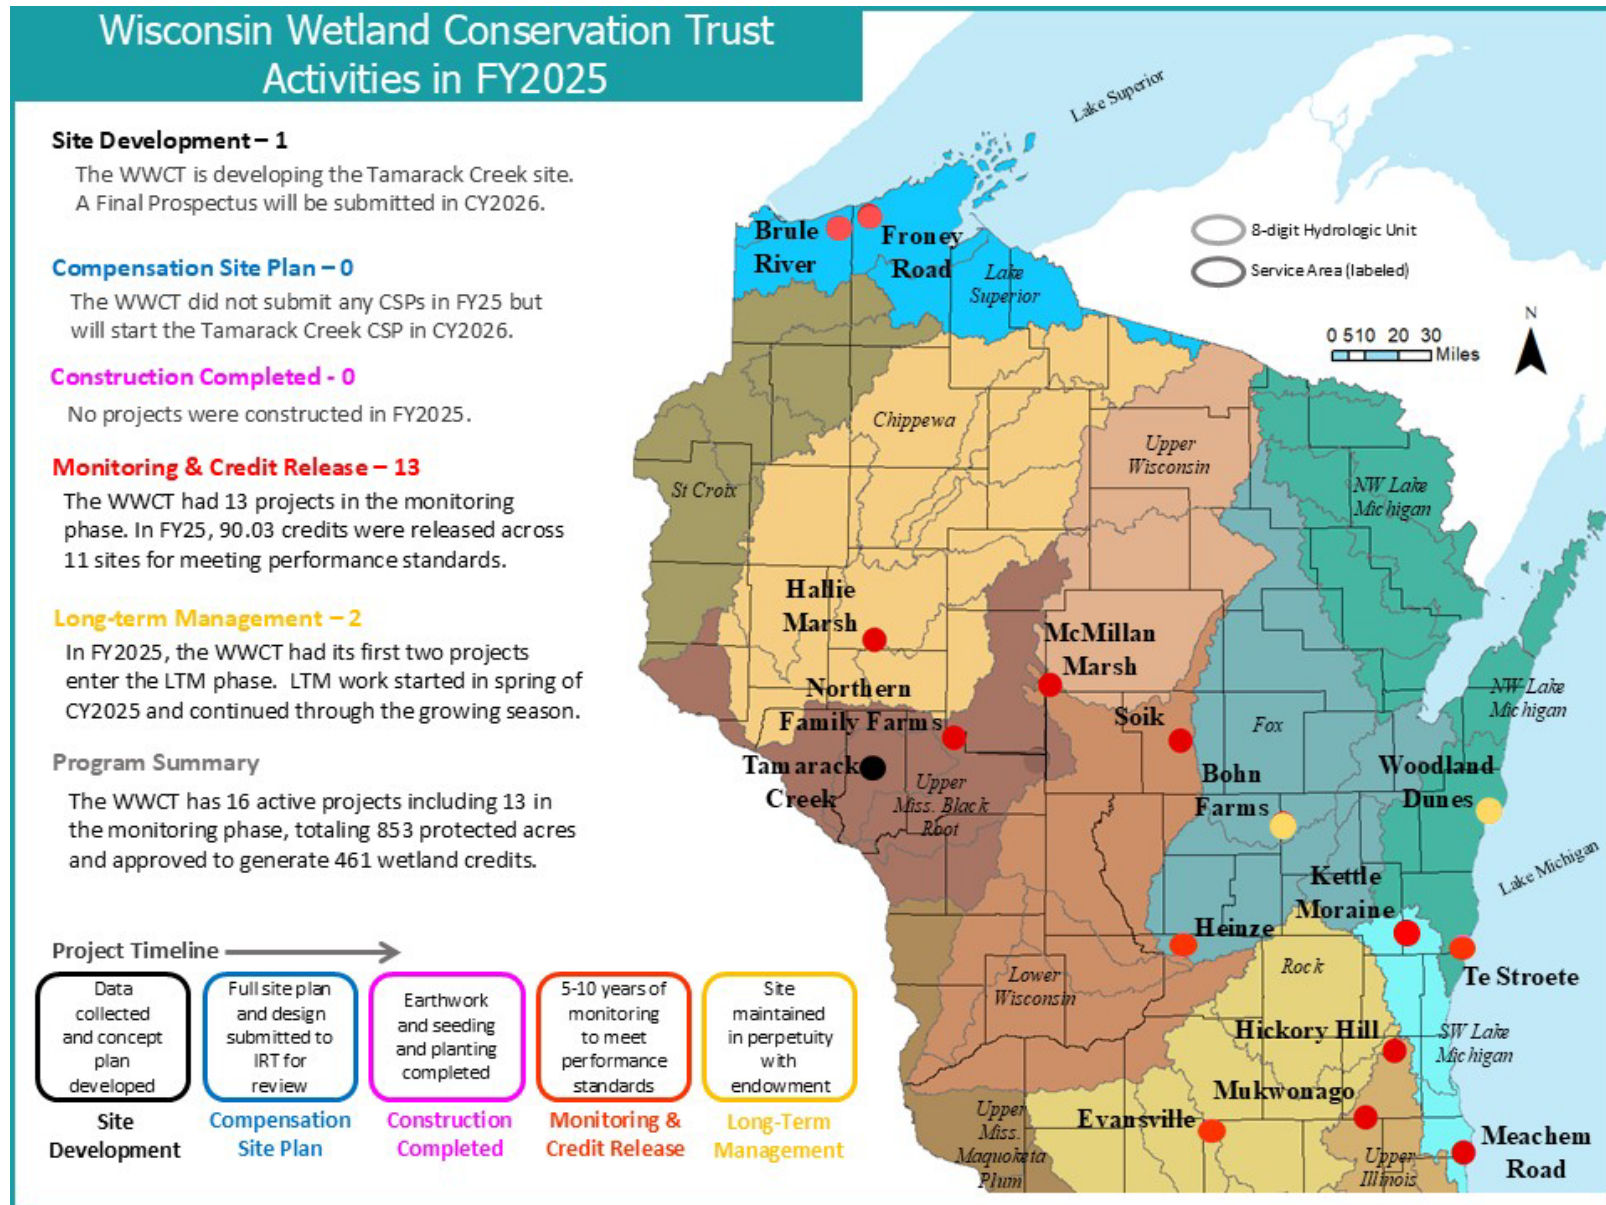 Wisconsin Wetland Conservation Trust
Activities in FY2025
Site Development – 1
The WWCT is developing the Tamarack Creek site.
A Final Prospectus will be submitted in CY2026.
Compensation Site Plan – 0
The WWCT did not submit any CSPs in FY25 but
will start the Tamarack Creek CSP in CY2026.
Construction Completed - 0
No projects were constructed in FY2025.
Monitoring & Credit Release – 13
The WWCT had 13 projects in the monitoring
phase. In FY25, 90.03 credits were released across
11 sites for meeting performance standards.
Long-term Management – 2
In FY2025, the WWCT had its first two projects
enter the LTM phase.  LTM work started in spring of
CY2025 and continued through the growing season.
Program Summary
The WWCT has 16 active projects including 13 in
the monitoring phase, totaling 853 protected acres
and approved to generate 461 wetland credits.
Project Timeline
Data
collected
and concept
plan
developed
Site
Development
Full site plan
and design
submitted to
IRT for
review
Compensation
Site Plan
Earthwork
and seeding
and planting
completed
Construction
Completed
5-10 years of
monitoring
to meet
performance
standards
Monitoring &
Credit Release
Site
maintained
in perpetuity
with
endowment
Long-Term
Management
Lake Superior
8-digit Hydrologic Unit
Service Area (labeled)
N
0 510 20 30
Miles
Brule
River
Froney
Road
Lake
Superior
Chippewa
Upper
Wisconsin
St Croix
NW Lake
Michigan
Hallie
Marsh
McMillan
Marsh
Northern
Family Farms
NW Lake
Michigan
Soik
Fox
Tamarack
Creek
Upper
Miss. Black
Root
Bohn
Farms
Woodland
Dunes
Lake Michigan
Kettle
Moraine
Heinze
Rock
Te Stroete
Lower
Wisconsin
Hickory Hill
SW Lake
Michigan
Mukwonago
Evansville
Upper
Miss.
Maquoketa
Plum
Upper
Illinois
Meachem
Road